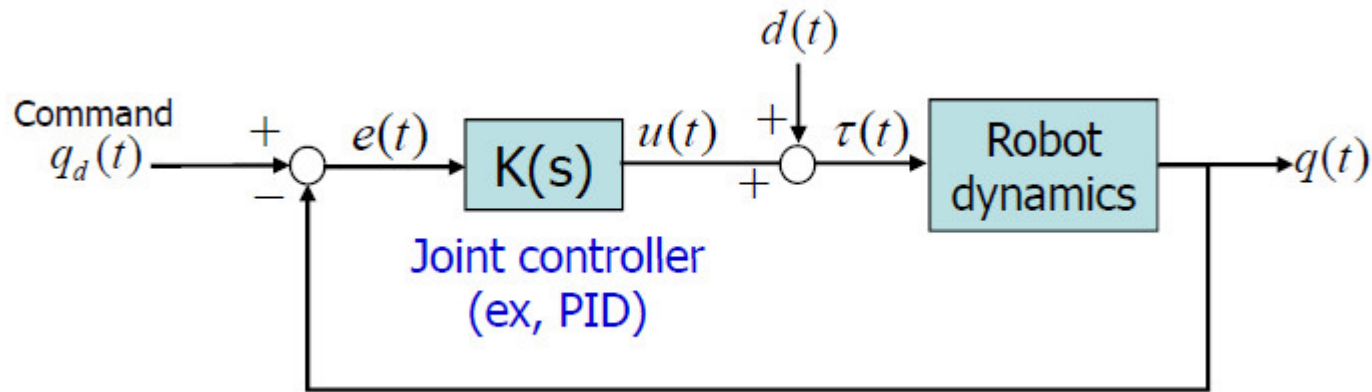 d(t)
Command
q_d(t)
+
−
e(t)
K(s)
u(t)
+
+
τ(t)
Robot
dynamics
q(t)
Joint controller
(ex, PID)